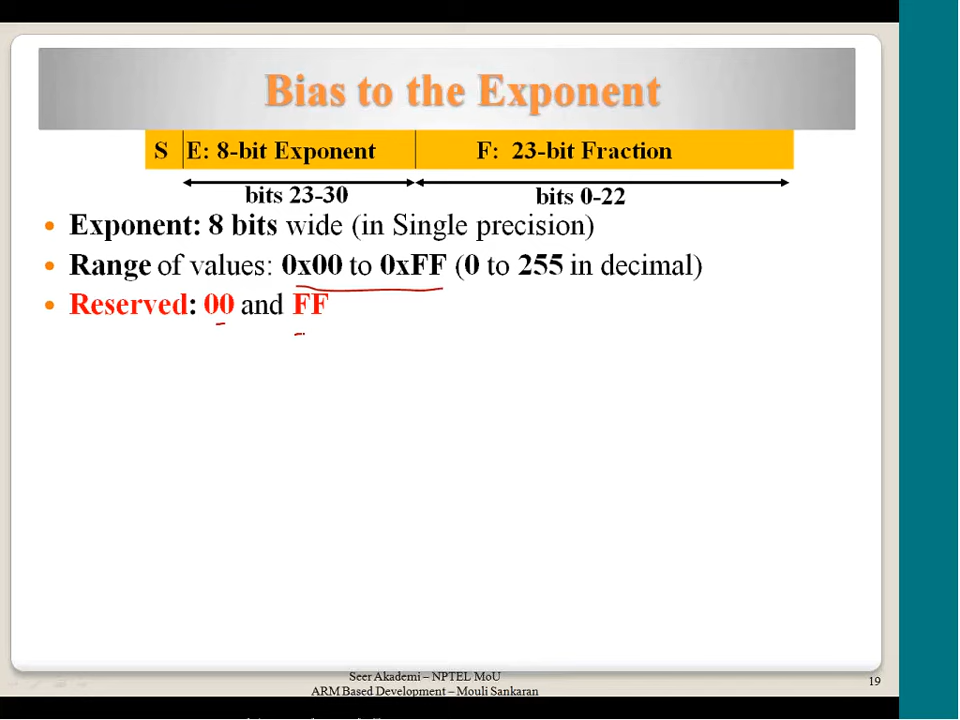 Bias to the Exponent
S E: 8-bit Exponent F: 23-bit Fraction
bits 23-30 bits 0-22
• Exponent: 8 bits wide (in Single precision)
• Range of values: 0x00 to 0xFF (0 to 255 in decimal)
• Reserved: 00 and FF
Seer Akademi – NPTEL MoU
ARM Based Development – Mouli Sankaran
19